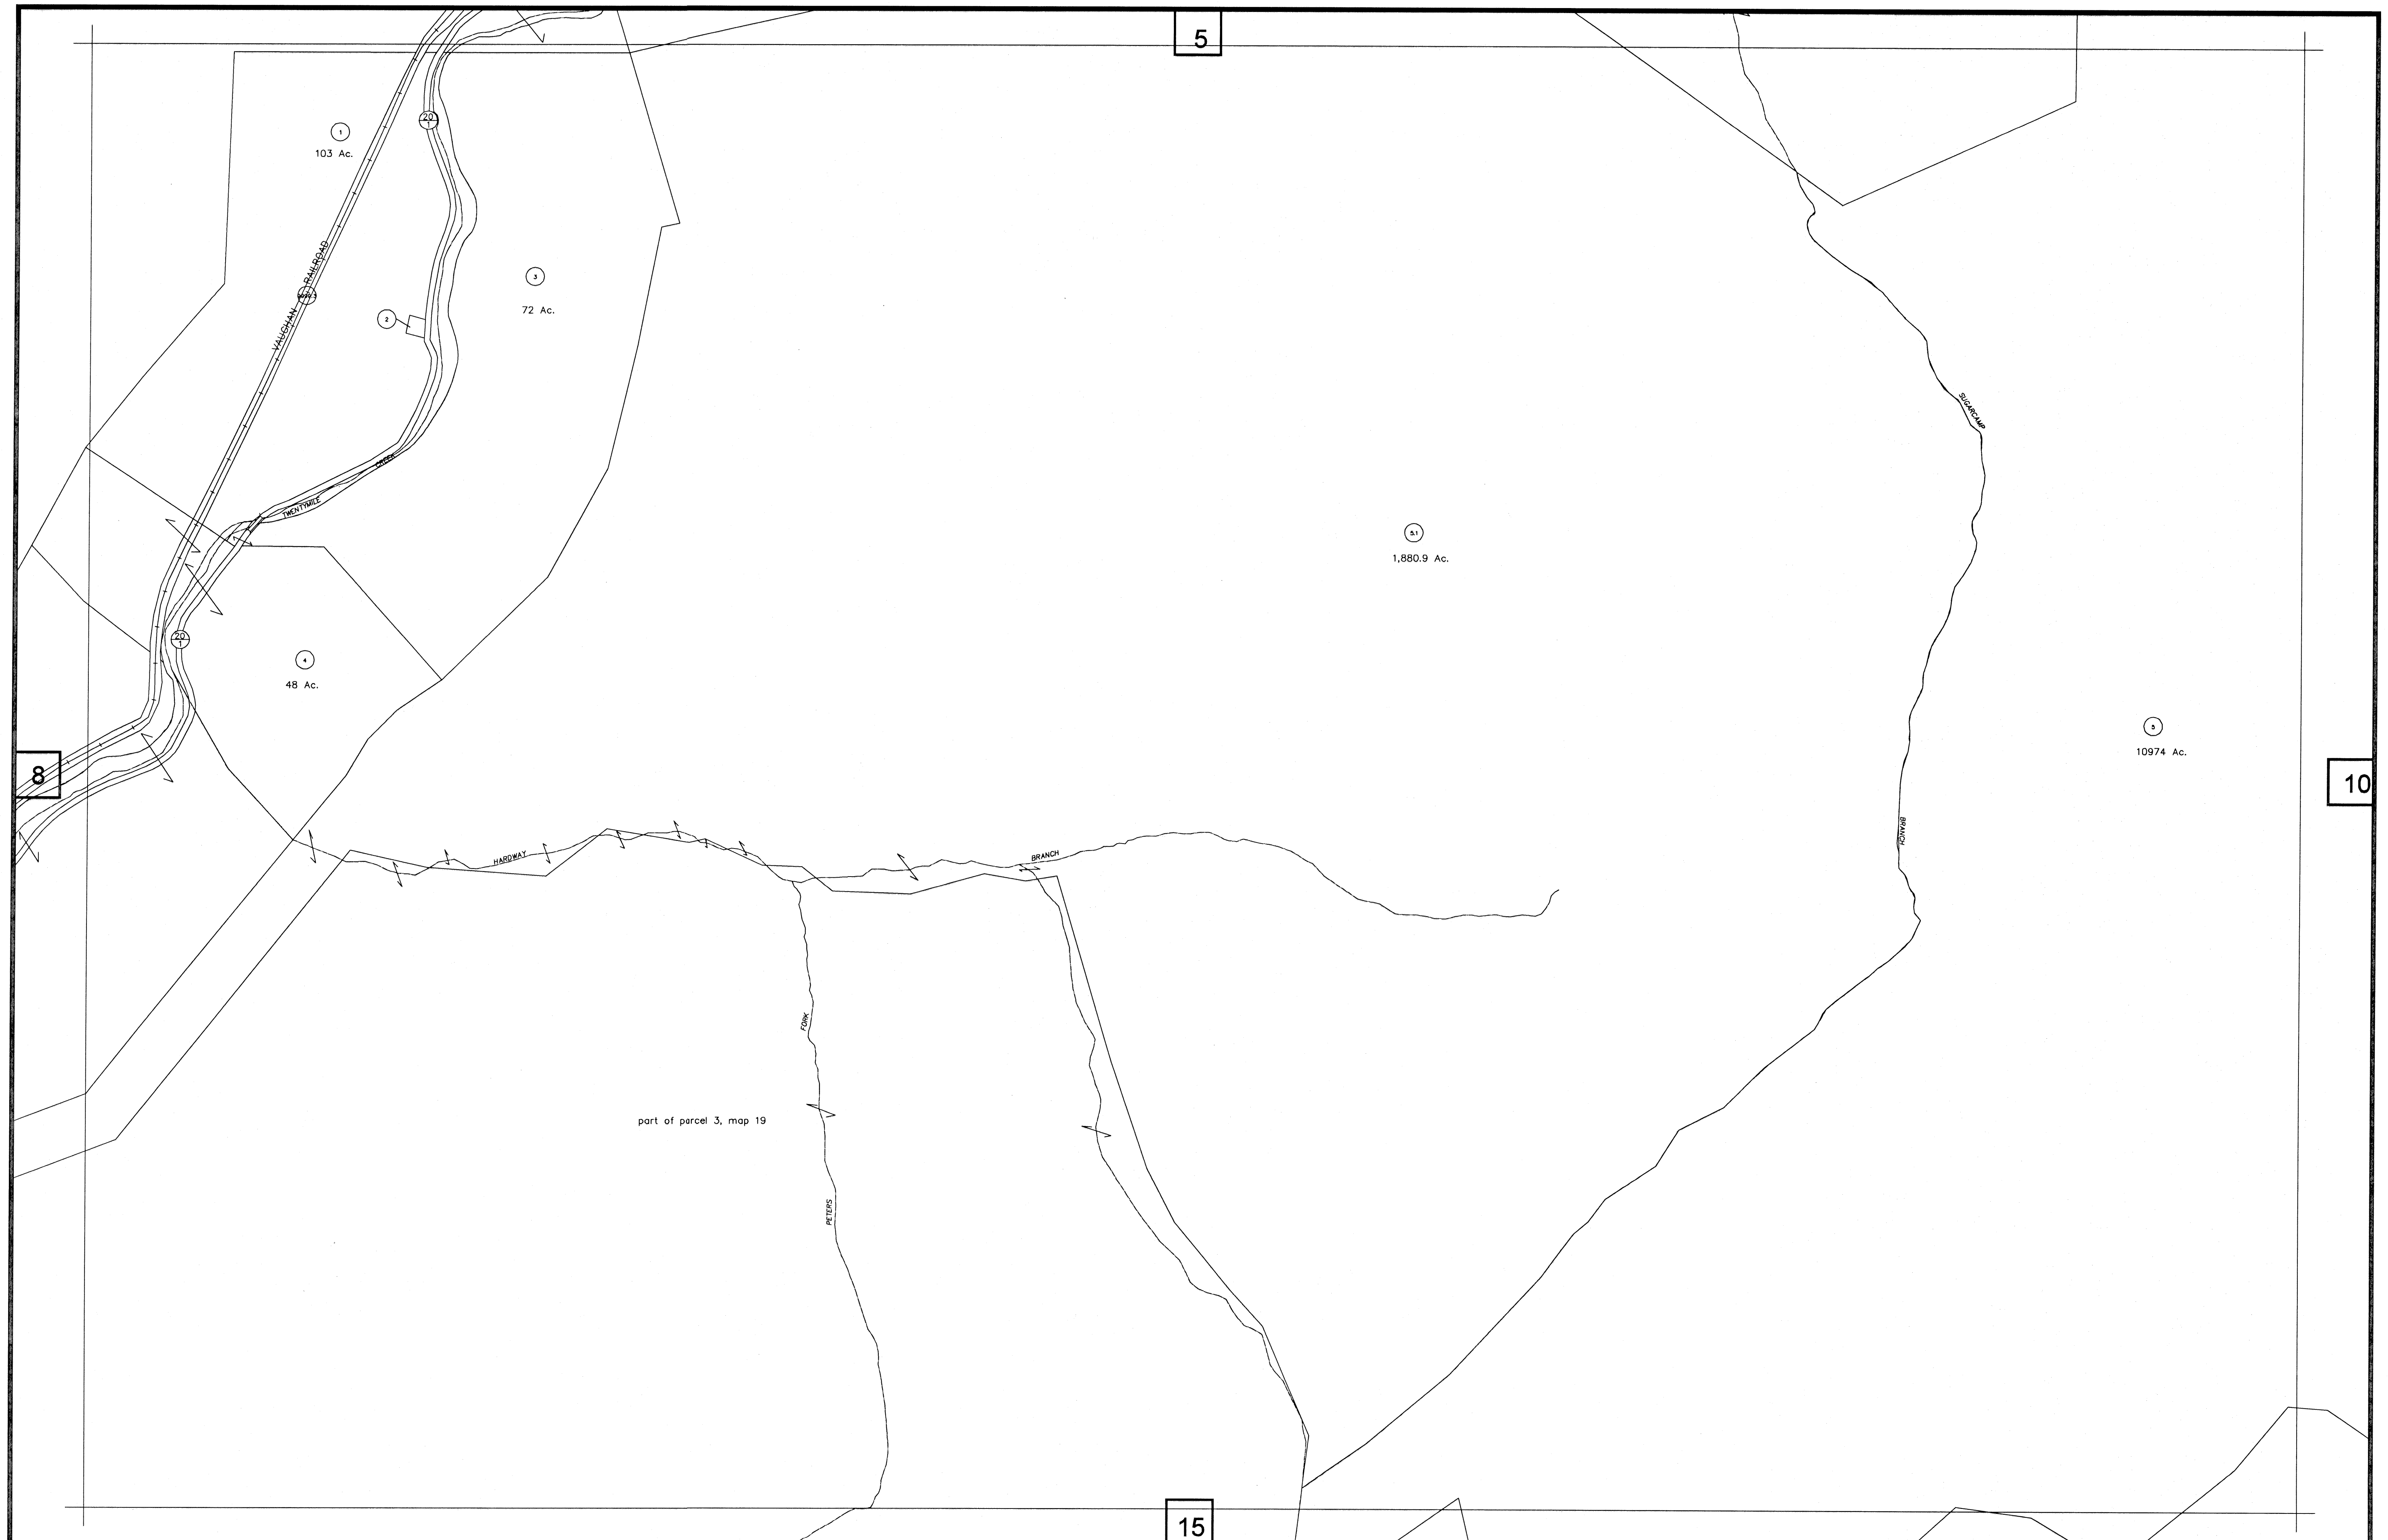 5
20
1
1
103 Ac.
VAUGHAN RAILROAD
3
72 Ac.
2
SUGARCAMP
CREEK
TWENTYMILE
5.1
1,880.9 Ac.
20
1
4
48 Ac.
5
10974 Ac.
8
10
BRANCH
HARDWAY
BRANCH
FORK
part of parcel 3, map 19
PETERS
15